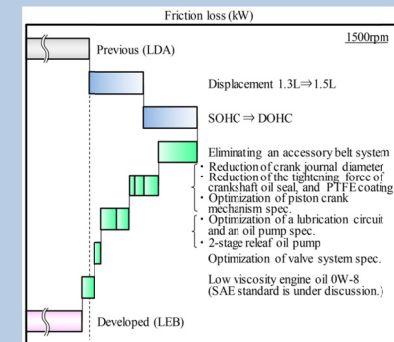 Friction loss (kW)
1500rpm
Previous (LDA)
Displacement 1.3L⇒1.5L
SOHC ⇒ DOHC
Eliminating an accessory belt system
・Reduction of crank journal diameter
・Reduction of the tightening force of
crankshaft oil seal, and PTFE coating
・Optimization of piston crank
mechanism spec.
・Optimization of a lubrication circuit
and an oil pump spec.
・2-stage releaf oil pump
Optimization of valve system spec.
Low viscosity engine oil 0W-8
(SAE standard is under discussion.)
Developed (LEB)